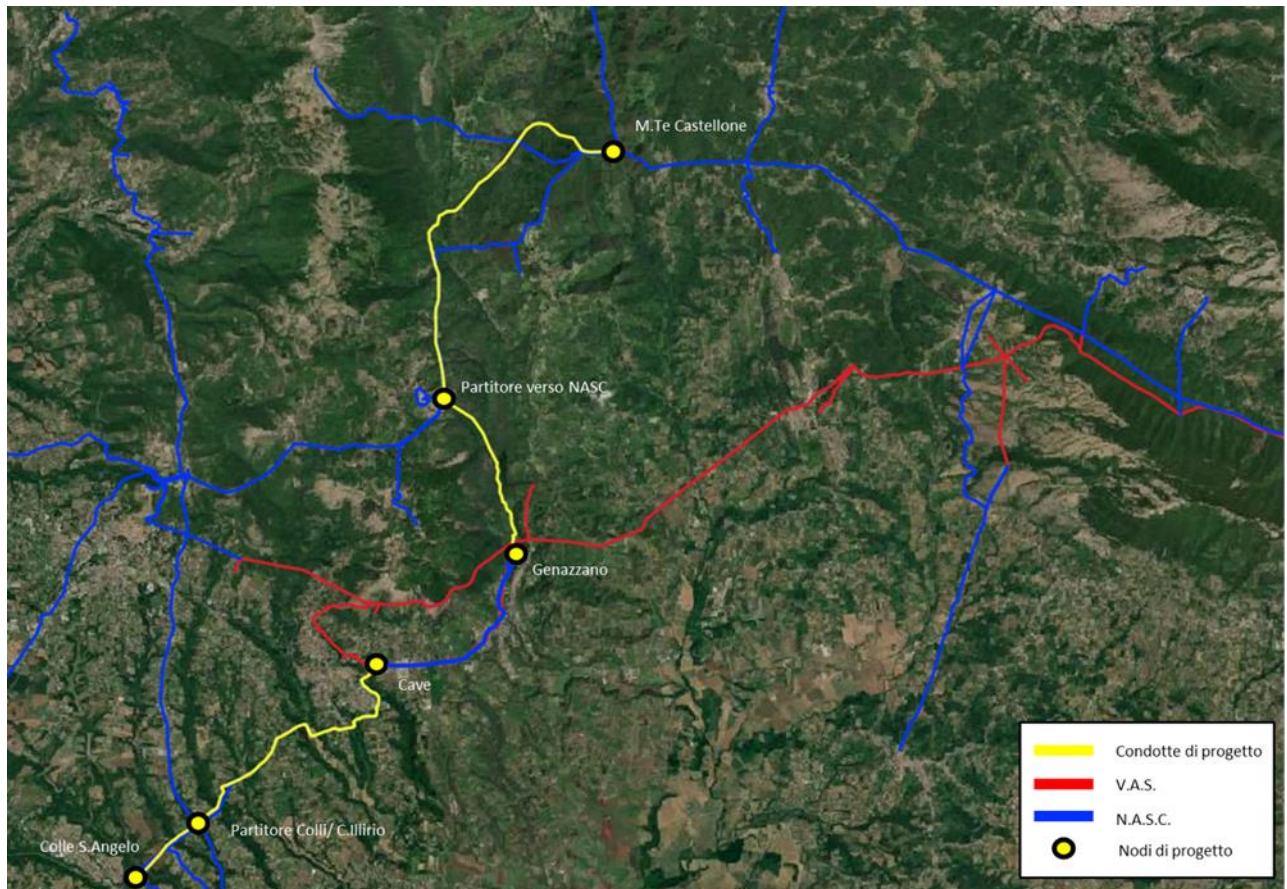 M.Te Castellone
Partitore verso NASC
Genazzano
Cave
Partitore Colli/ C.Illirio
Colle S.Angelo
Condotte di progetto
V.A.S.
N.A.S.C.
Nodi di progetto